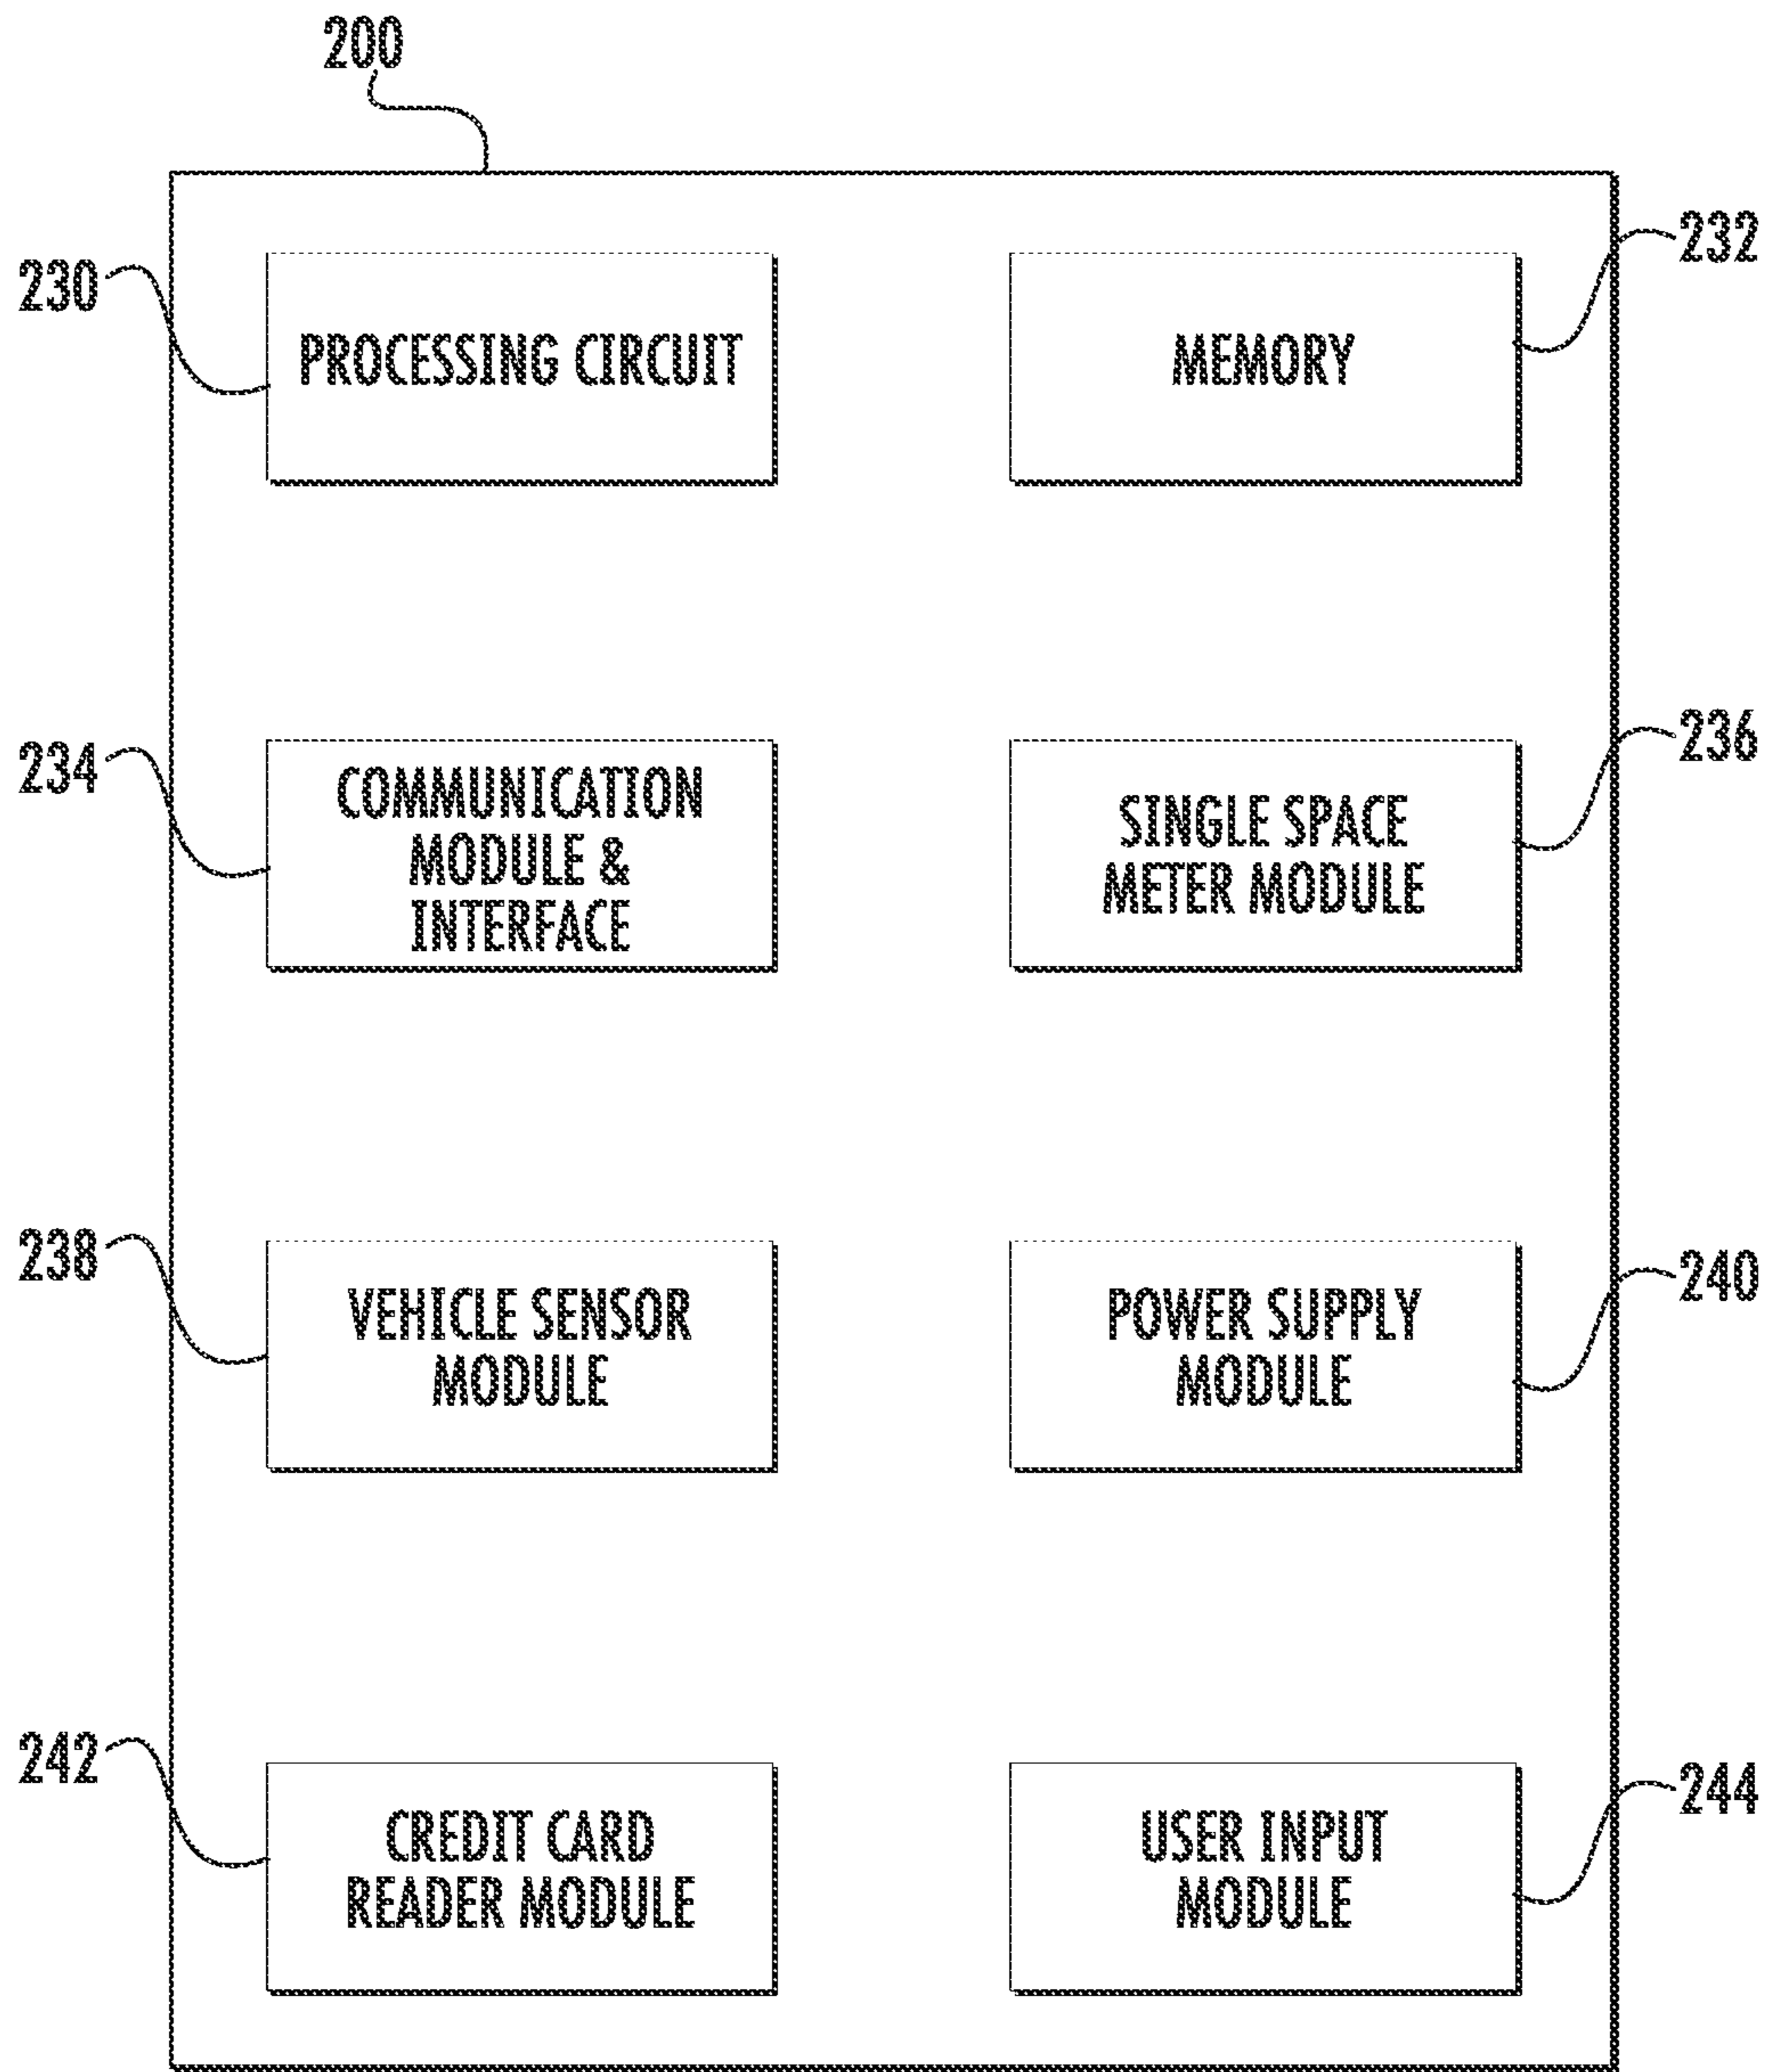 200
230
PROCESSING CIRCUIT
MEMORY
232
234
COMMUNICATION
MODULE &
INTERFACE
SINGLE SPACE
METER MODULE
236
238
VEHICLE SENSOR
MODULE
POWER SUPPLY
MODULE
240
242
CREDIT CARD
READER MODULE
USER INPUT
MODULE
244